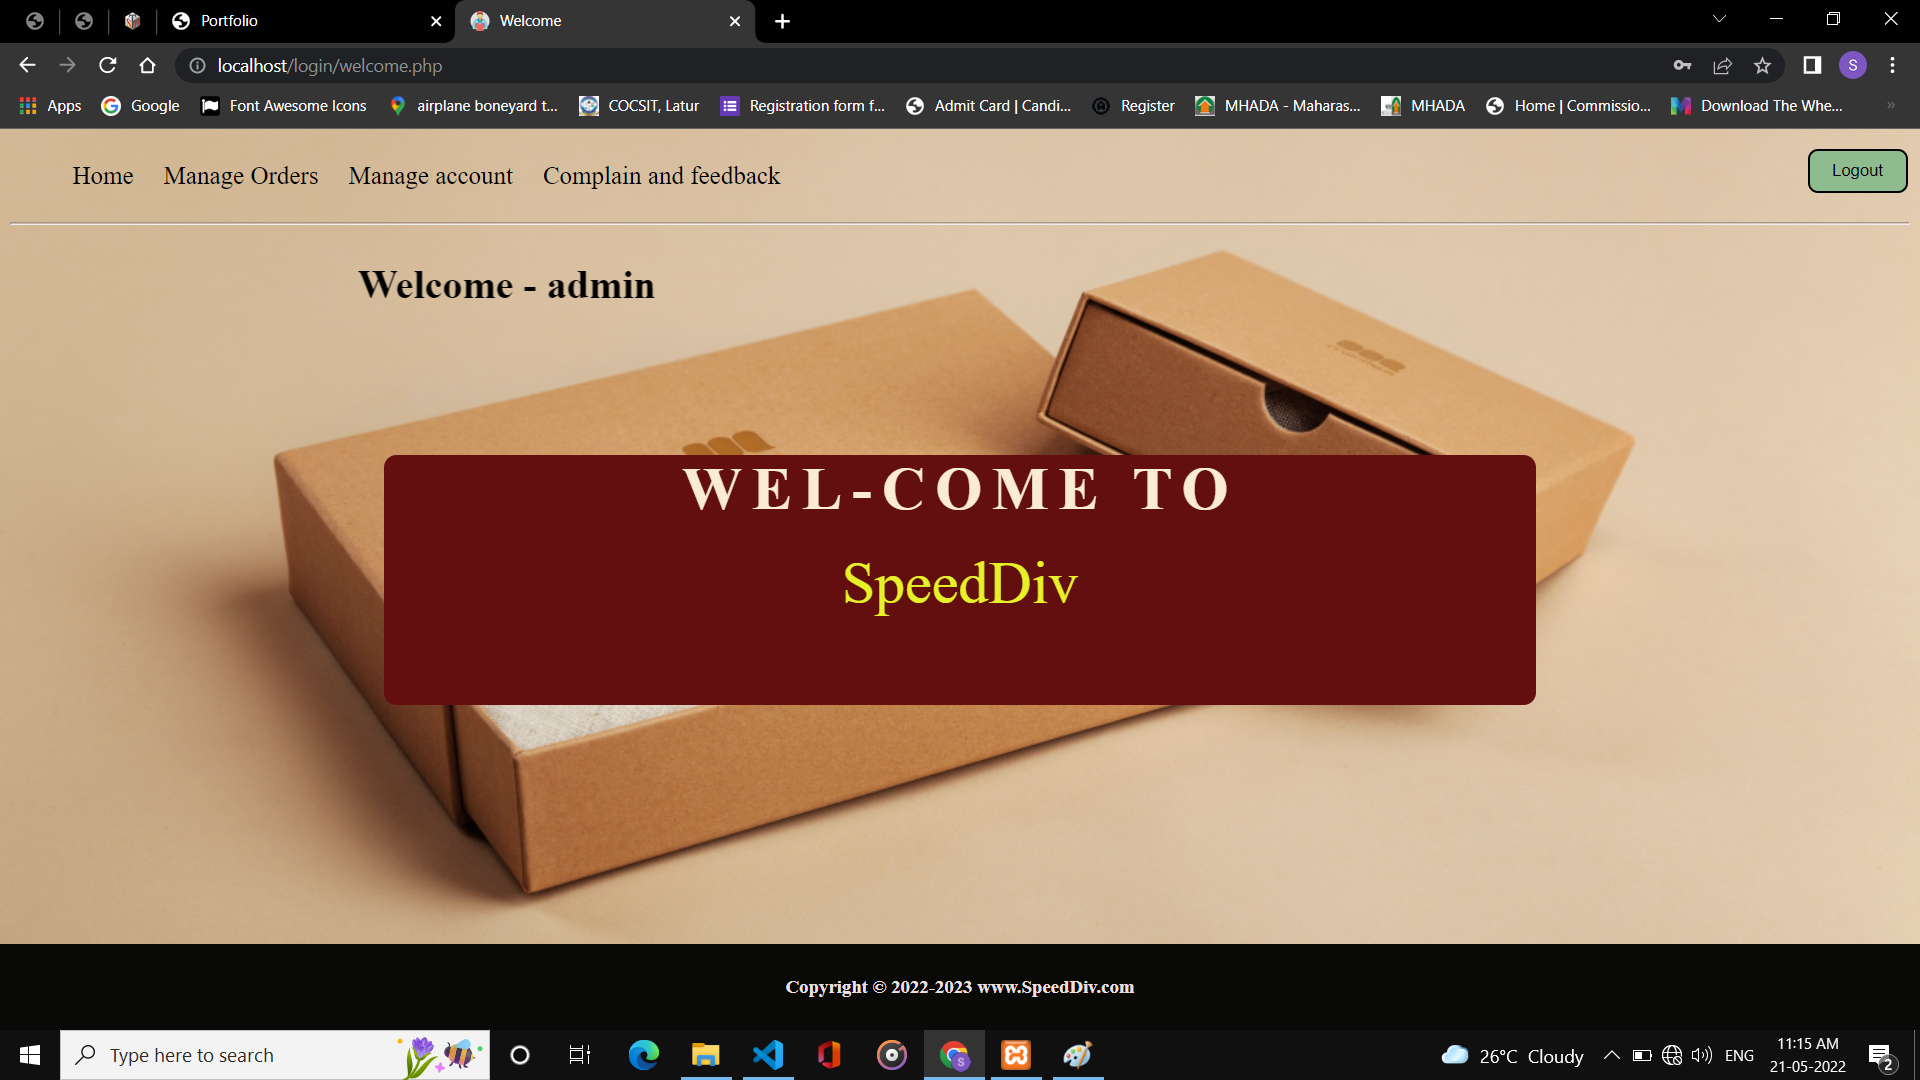 Portfolio
Welcome
localhost/login/welcome.php
S
Apps
Google
Font Awesome Icons
airplane boneyard t...
COCSIT, Latur
Registration form f...
Admit Card | Candi...
Register
MHADA - Maharas...
MHADA
Home | Commissio...
Download The Whe...
»
Home
Manage Orders
Manage account
Complain and feedback
Logout
Welcome - admin
WEL-COME TO
SpeedDiv
Copyright © 2022-2023 www.SpeedDiv.com
Type here to search
S
26°C Cloudy
ENG
11:15 AM
21-05-2022
2